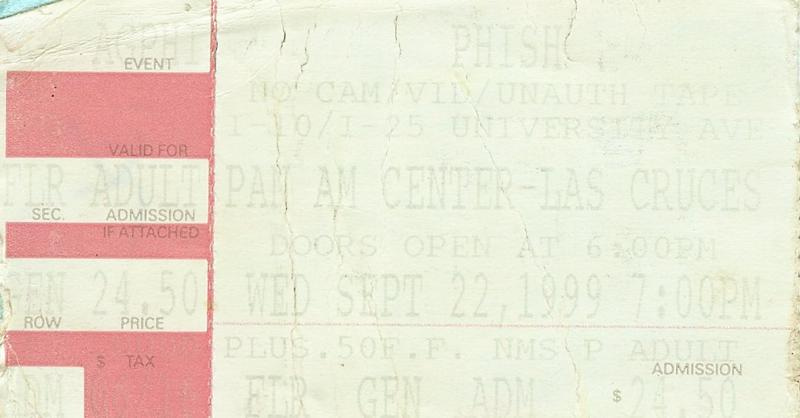 AGPHI PHISH
EVENT
NO CAM/VID/UNAUTH TAPE
I-10/I-25 UNIVERSITY AVE
VALID FOR
FLR ADULT PAN AM CENTER-LAS CRUCES
SEC. ADMISSION
IF ATTACHED
DOORS OPEN AT 6:00PM
GEN 24.50 WED SEPT 22,1999 7:00PM
ROW PRICE
PLUS.50F.F. NMS P ADULT
$ TAX
ADMISSION
ADM FLR GEN ADM $ 24.50